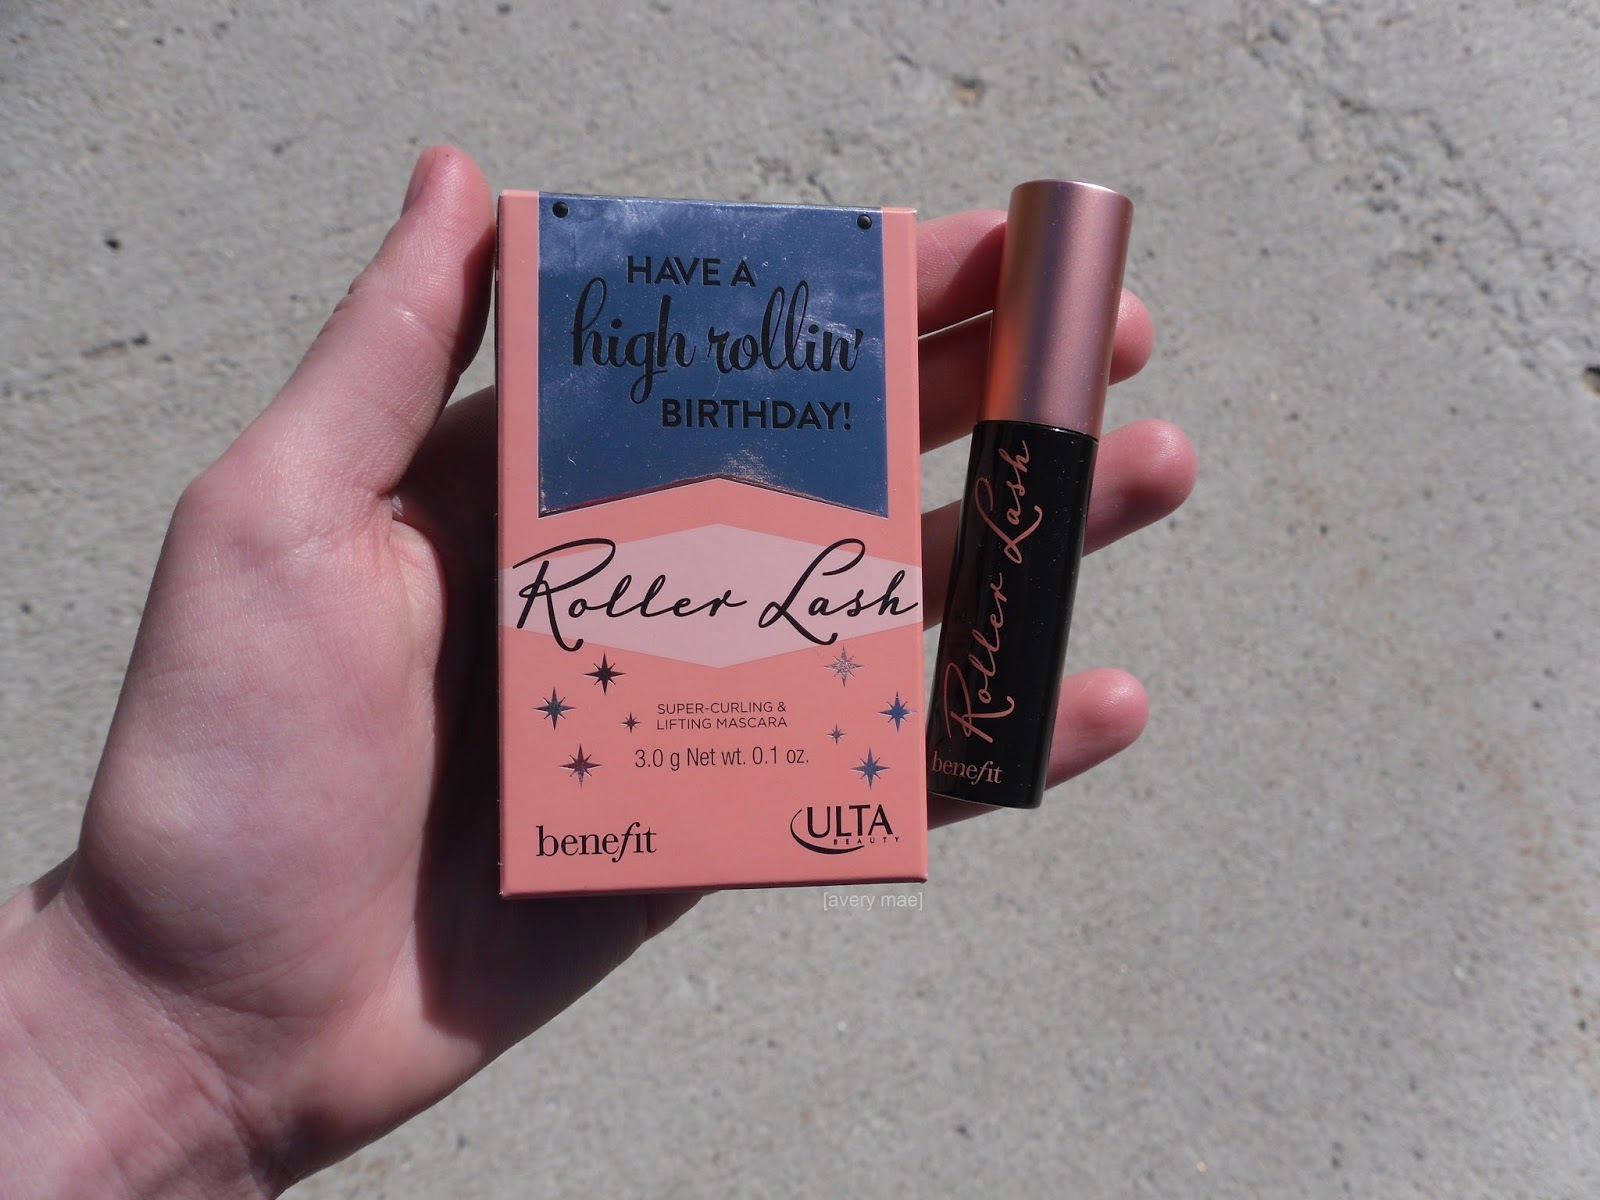 HAVE A
high rollin'
BIRTHDAY!
Roller Lash
SUPER-CURLING &
LIFTING MASCARA
3.0 g Net wt. 0.1 oz.
benefit
ULTA
BEAUTY
[avery mae]
Roller Lash
benefit